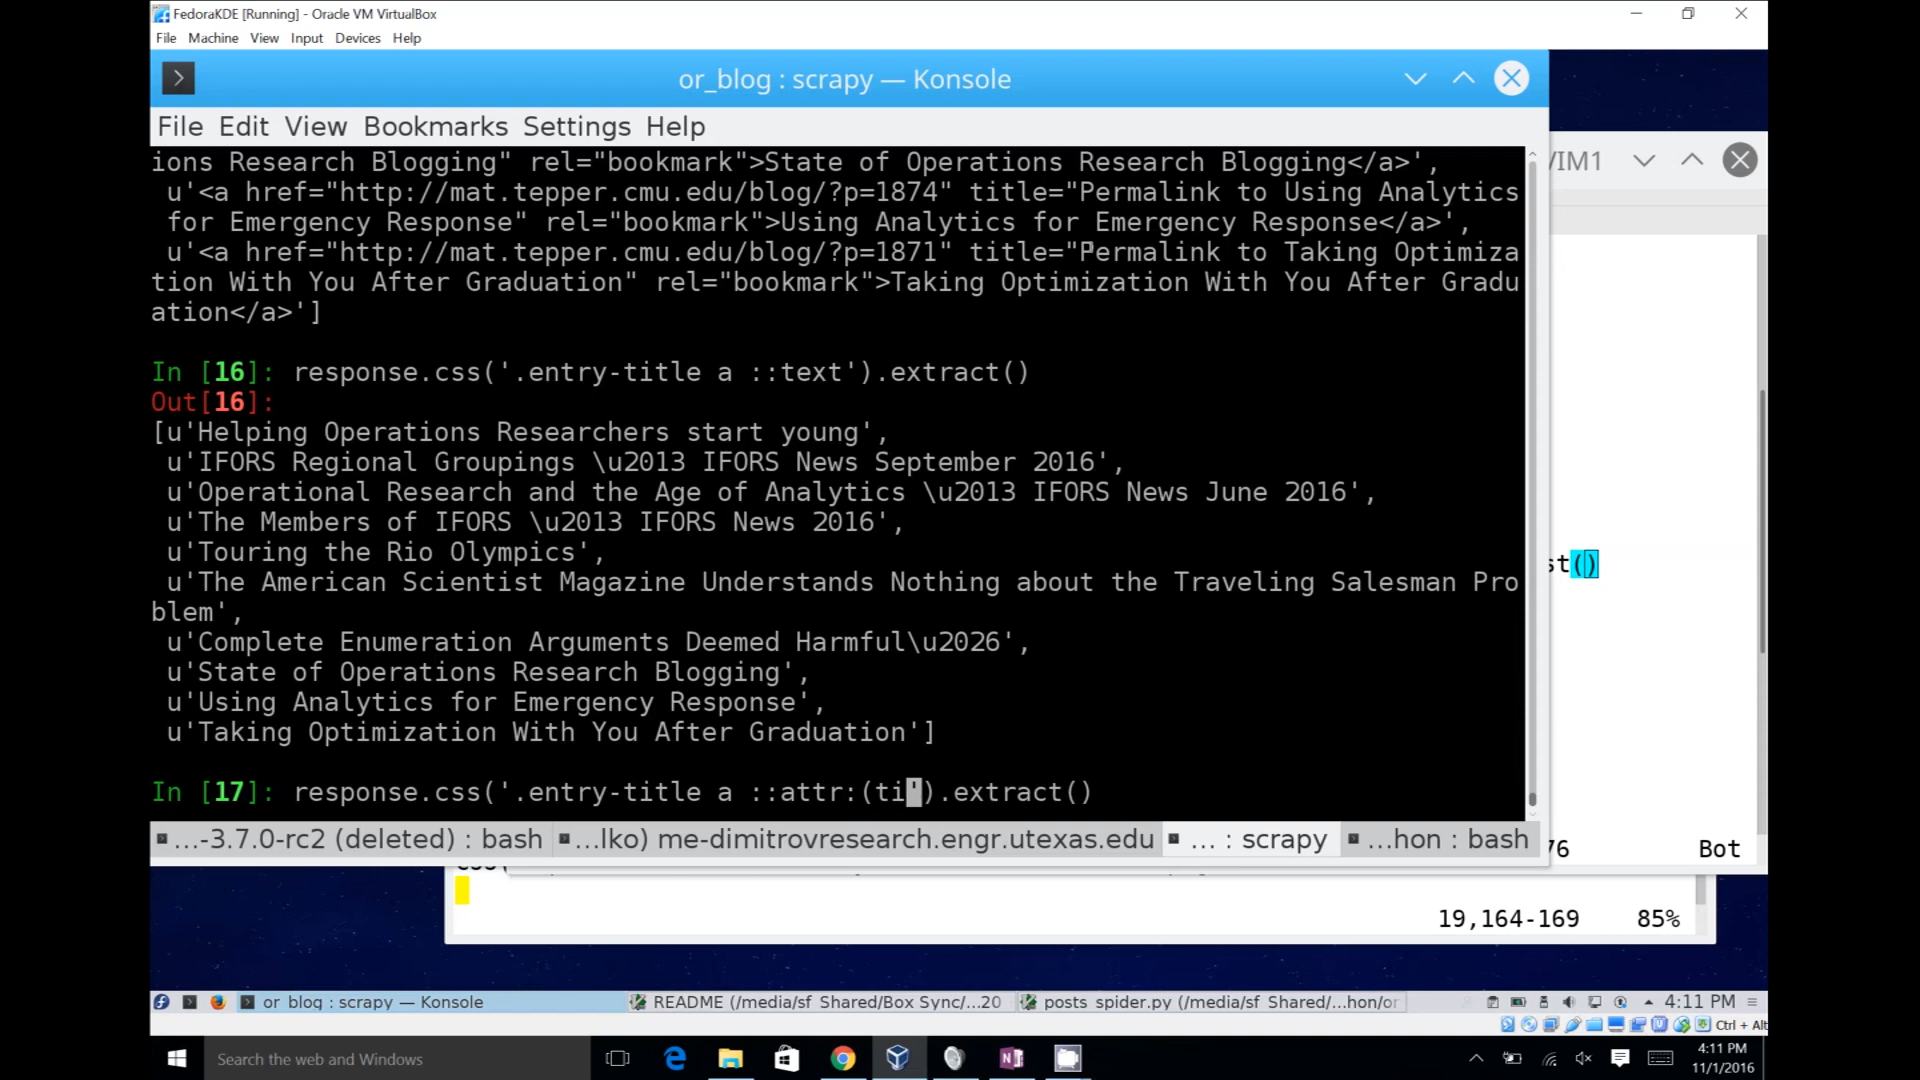 FedoraKDE [Running] - Oracle VM VirtualBox
File Machine View Input Devices Help
or_blog : scrapy — Konsole
File Edit View Bookmarks Settings Help
VIM1
ions Research Blogging" rel="bookmark">State of Operations Research Blogging</a>',
u'<a href="http://mat.tepper.cmu.edu/blog/?p=1874" title="Permalink to Using Analytics
for Emergency Response" rel="bookmark">Using Analytics for Emergency Response</a>',
u'<a href="http://mat.tepper.cmu.edu/blog/?p=1871" title="Permalink to Taking Optimiza
tion With You After Graduation" rel="bookmark">Taking Optimization With You After Gradu
ation</a>']
In [16]: response.css('.entry-title a ::text').extract()
Out[16]:
[u'Helping Operations Researchers start young',
u'IFORS Regional Groupings \u2013 IFORS News September 2016',
u'Operational Research and the Age of Analytics \u2013 IFORS News June 2016',
u'The Members of IFORS \u2013 IFORS News 2016',
u'Touring the Rio Olympics',
u'The American Scientist Magazine Understands Nothing about the Traveling Salesman Pro
blem',
st()
u'Complete Enumeration Arguments Deemed Harmful\u2026',
u'State of Operations Research Blogging',
u'Using Analytics for Emergency Response',
u'Taking Optimization With You After Graduation']
In [17]: response.css('.entry-title a ::attr:(ti').extract()
...-3.7.0-rc2 (deleted) : bash ...lko) me-dimitrovresearch.engr.utexas.edu ... : scrapy ...hon : bash
76 Bot
19,164-169 85%
or_blog : scrapy — Konsole README (/media/sf_Shared/Box Sync/...20 posts_spider.py (/media/sf_Shared/...hon/or 4:11 PM
Ctrl + Alt
Search the web and Windows
4:11 PM
11/1/2016